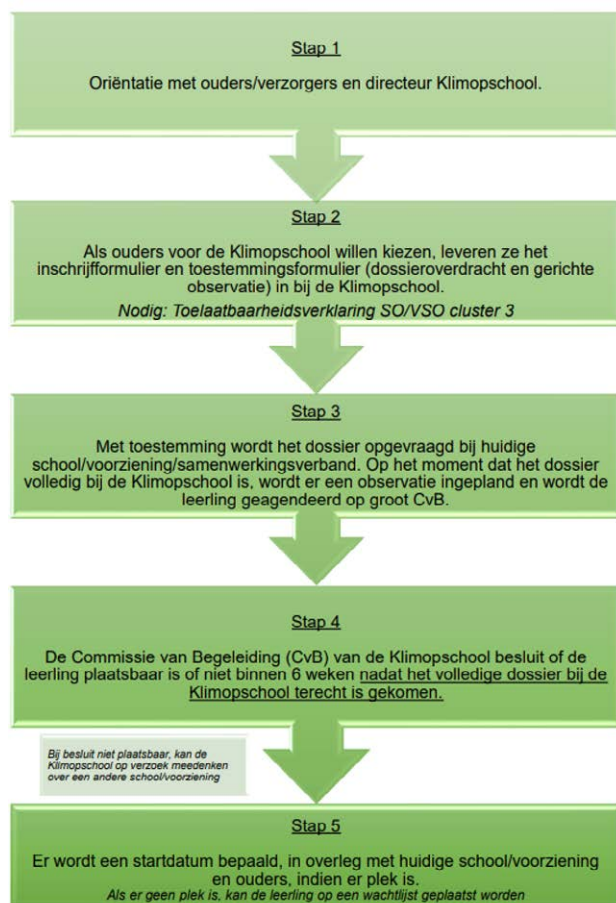 Stap 1
Oriëntatie met ouders/verzorgers en directeur Klimopschool.
Stap 2
Als ouders voor de Klimopschool willen kiezen, leveren ze het
inschrijfformulier en toestemmingsformulier (dossieroverdracht en gerichte
observatie) in bij de Klimopschool.
Nodig: Toelaatbaarheidsverklaring SO/VSO cluster 3
Stap 3
Met toestemming wordt het dossier opgevraagd bij huidige
school/voorziening/samenwerkingsverband. Op het moment dat het dossier
volledig bij de Klimopschool is, wordt er een observatie ingepland en wordt de
leerling geagendeerd op groot CvB.
Stap 4
De Commissie van Begeleiding (CvB) van de Klimopschool besluit of de
leerling plaatsbaar is of niet binnen 6 weken nadat het volledige dossier bij de
Klimopschool terecht is gekomen.
Bij besluit niet plaatsbaar, kan de
Klimopschool op verzoek meedenken
over een andere school/voorziening
Stap 5
Er wordt een startdatum bepaald, in overleg met huidige school/voorziening
en ouders, indien er plek is.
Als er geen plek is, kan de leerling op een wachtlijst geplaatst worden